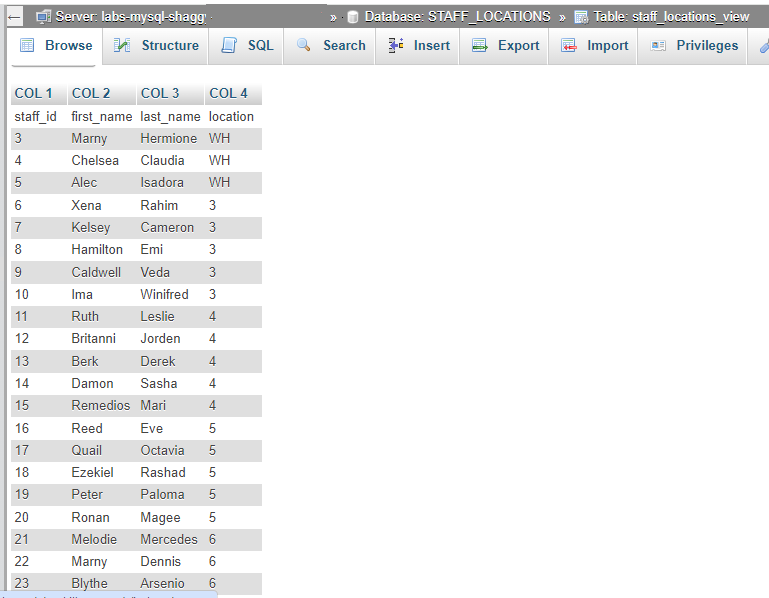 Server: labs-mysql-shaggy » Database: STAFF_LOCATIONS » Table: staff_locations_view
Browse Structure SQL Search Insert Export Import Privileges
COL 1 COL 2 COL 3 COL 4
staff_id first_name last_name location
3 Marny Hermione WH
4 Chelsea Claudia WH
5 Alec Isadora WH
6 Xena Rahim 3
7 Kelsey Cameron 3
8 Hamilton Emi 3
9 Caldwell Veda 3
10 Ima Winifred 3
11 Ruth Leslie 4
12 Britanni Jorden 4
13 Berk Derek 4
14 Damon Sasha 4
15 Remedios Mari 4
16 Reed Eve 5
17 Quail Octavia 5
18 Ezekiel Rashad 5
19 Peter Paloma 5
20 Ronan Magee 5
21 Melodie Mercedes 6
22 Marny Dennis 6
23 Blythe Arsenio 6